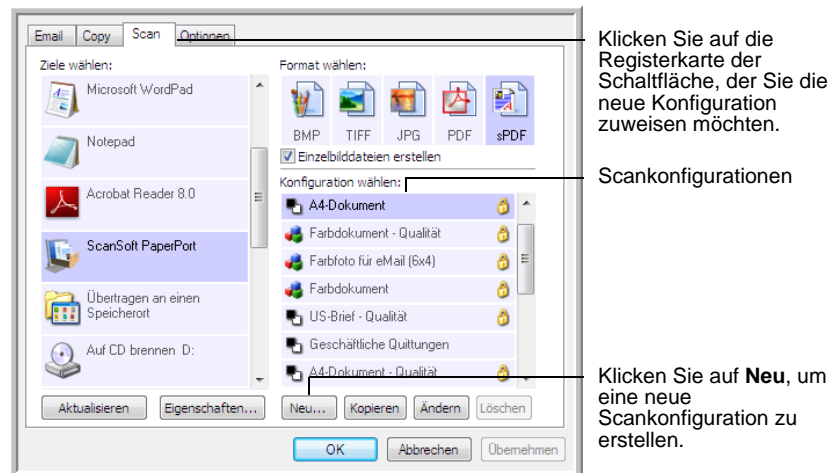 Email Copy Scan Optionen
Ziele wählen:
Microsoft WordPad
Notepad
Acrobat Reader 8.0
ScanSoft PaperPort
Übertragen an einen
Speicherort
Auf CD brennen D:
Aktualisieren Eigenschaften...
Format wählen:
BMP TIFF JPG PDF sPDF
Einzelbilddateien erstellen
Konfiguration wählen:
A4-Dokument
Farbdokument - Qualität
Farbfoto für eMail (6x4)
Farbdokument
US-Brief - Qualität
Geschäftliche Quittungen
A4-Dokument - Qualität
Neu... Kopieren Ändern Löschen
OK Abbrechen Übernehmen
Klicken Sie auf die
Registerkarte der
Schaltfläche, der Sie die
neue Konfiguration
zuweisen möchten.
Scankonfigurationen
Klicken Sie auf Neu, um
eine neue
Scankonfiguration zu
erstellen.